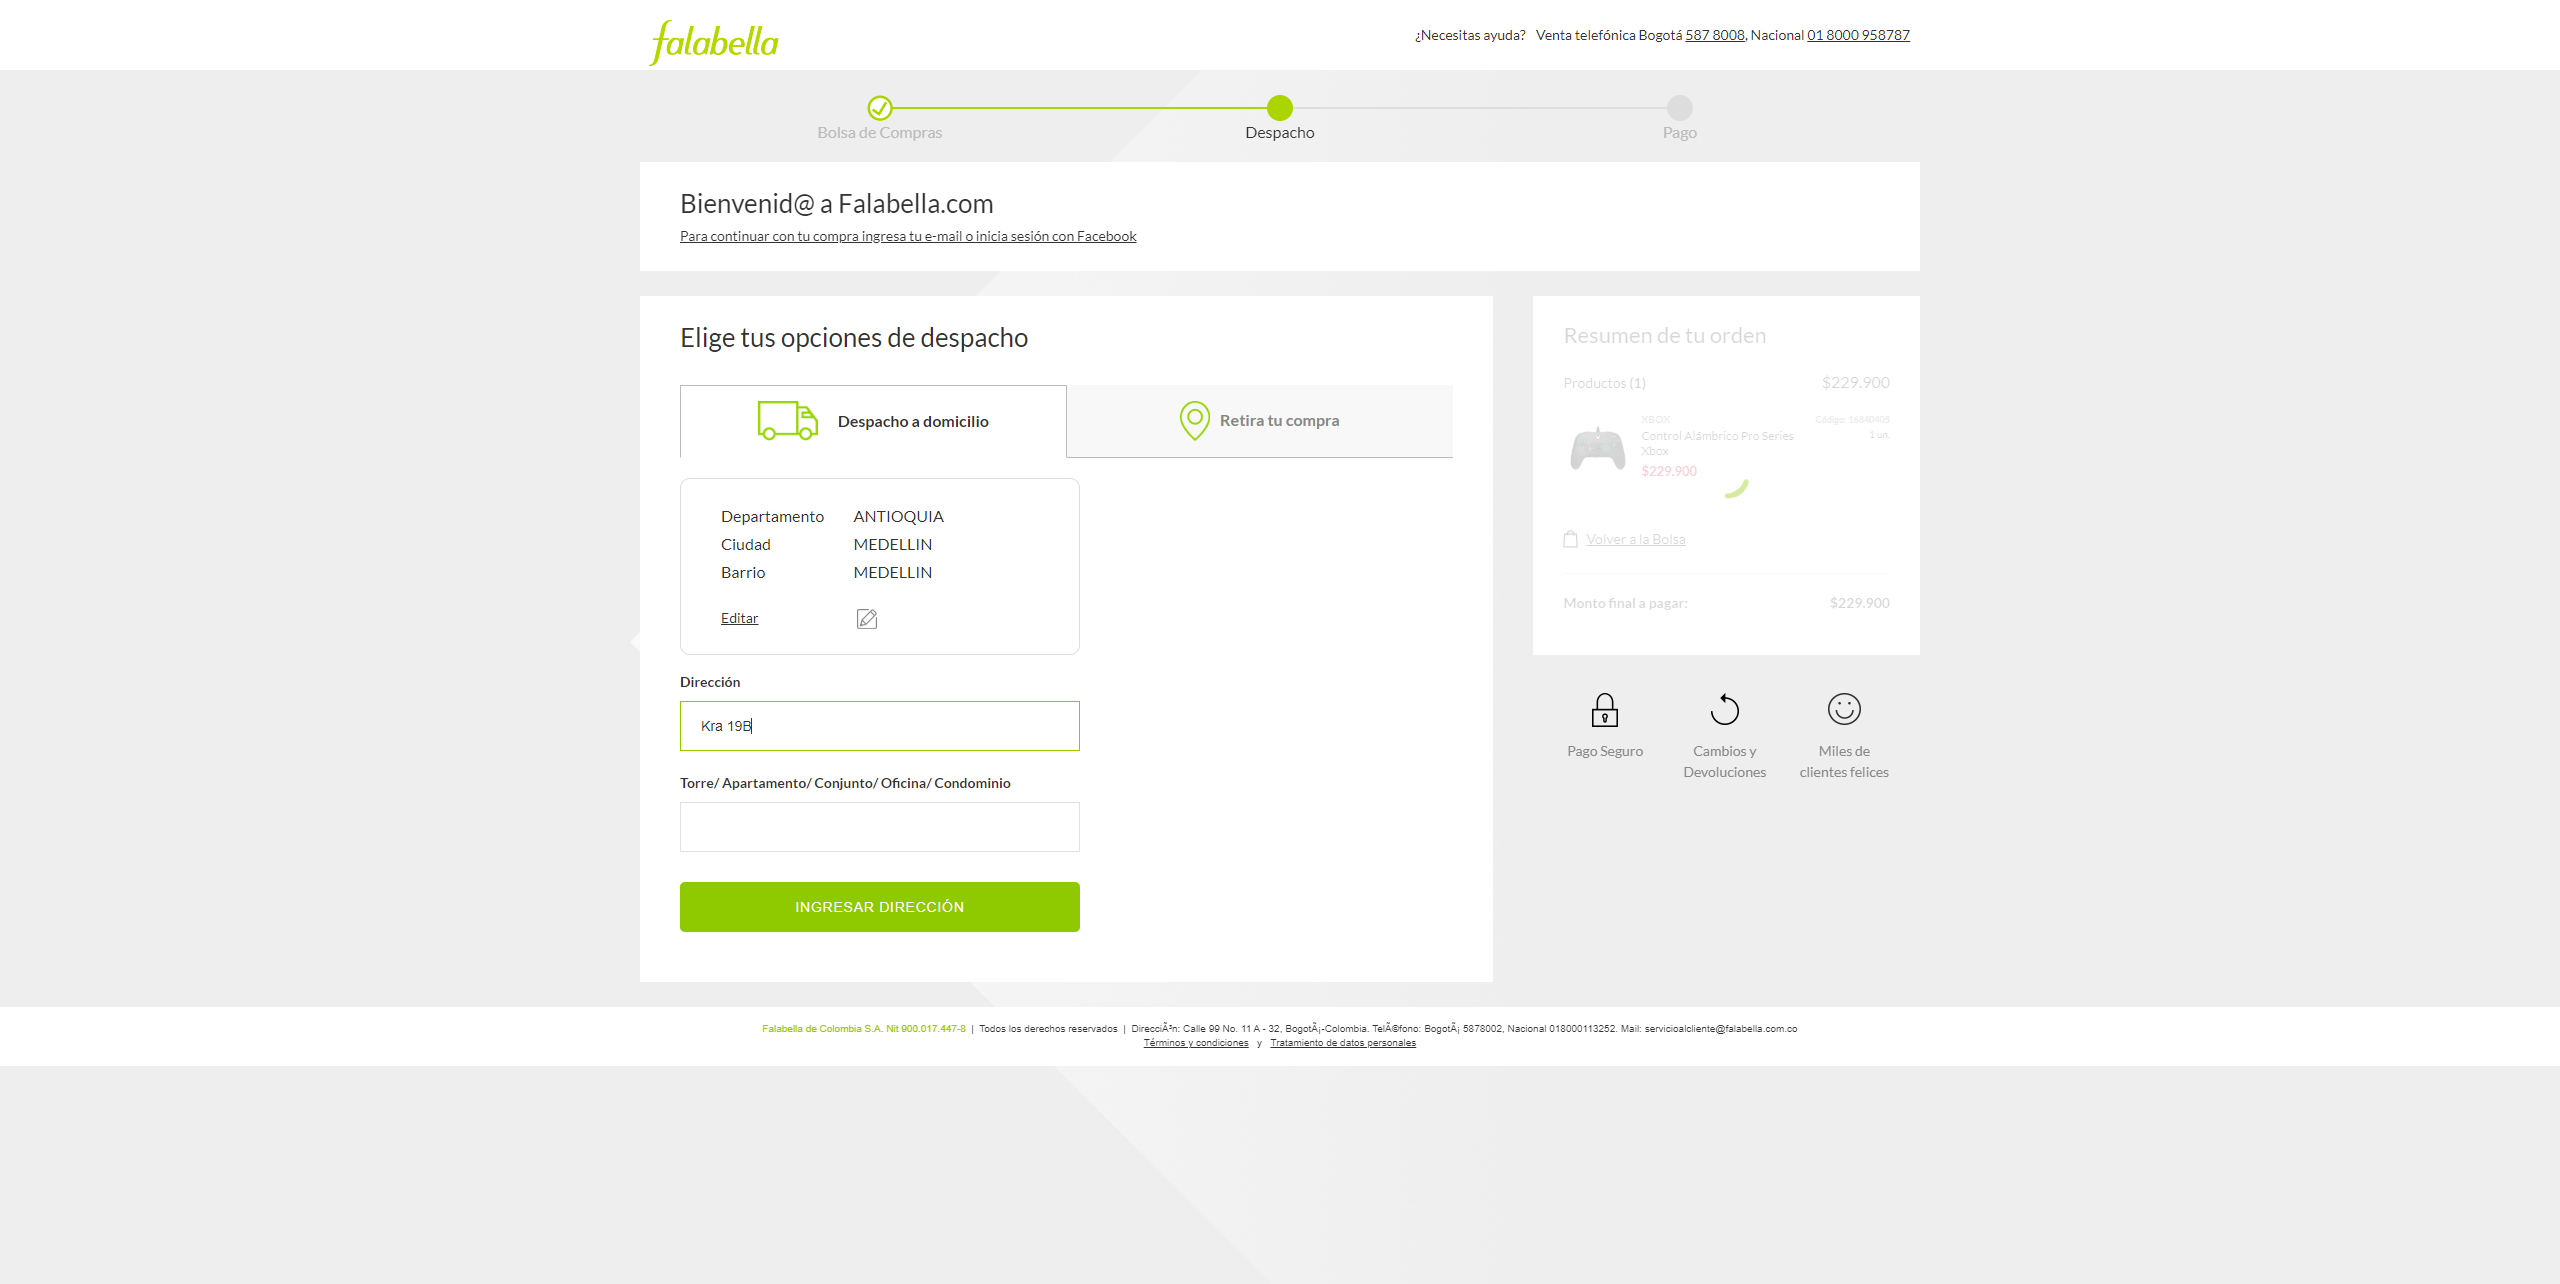 falabella
¿Necesitas ayuda? Venta telefónica Bogotá 587 8008, Nacional 01 8000 958787
Bolsa de Compras
Despacho
Pago
Bienvenid@ a Falabella.com
Para continuar con tu compra ingresa tu e-mail o inicia sesión con Facebook
Elige tus opciones de despacho
Despacho a domicilio
Retira tu compra
Departamento ANTIOQUIA
Ciudad MEDELLIN
Barrio MEDELLIN
Editar
Dirección
Kra 19B
Torre/ Apartamento/ Conjunto/ Oficina/ Condominio
INGRESAR DIRECCIÓN
Resumen de tu orden
Productos (1) $229.900
XBOX Código: 16840405
Control Alámbrico Pro Series 1 un.
Xbox
$229.900
Volver a la Bolsa
Monto final a pagar: $229.900
Pago Seguro
Cambios y
Devoluciones
Miles de
clientes felices
Falabella de Colombia S.A. Nit 900.017.447-8 | Todos los derechos reservados | DirecciÃ³n: Calle 99 No. 11 A - 32, BogotÃ¡-Colombia. TelÃ©fono: BogotÃ¡ 5878002, Nacional 018000113252. Mail: servicioalcliente@falabella.com.co
Términos y condiciones y Tratamiento de datos personales